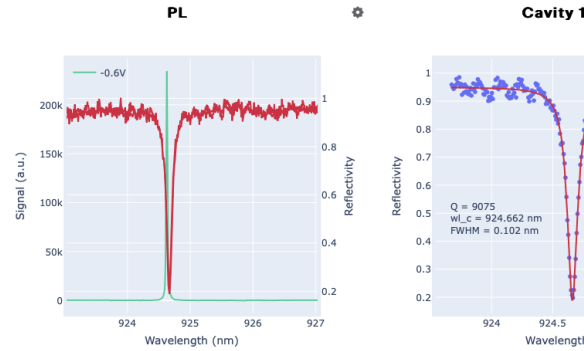 PL
Cavity 1
-0.6V
200k
150k
100k
50k
0
Signal (a.u.)
1
0.8
0.6
0.4
0.2
Reflectivity
924
925
926
927
Wavelength (nm)
1
0.9
0.8
0.7
0.6
0.5
0.4
0.3
0.2
Reflectivity
Q = 9075
wl_c = 924.662 nm
FWHM = 0.102 nm
924
924.5
Wavelength